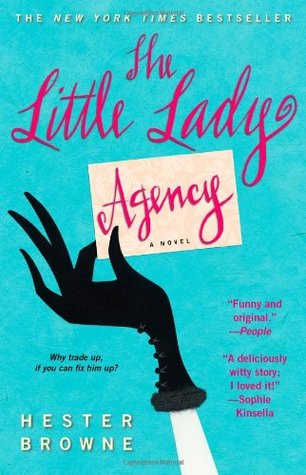 THE NEW YORK TIMES BESTSELLER
The
Little Lady
Agency
A NOVEL
"Funny and
original."
—People
Why trade up,
if you can fix him up?
"A deliciously
witty story;
I loved it!"
—Sophie
Kinsella
HESTER
BROWNE